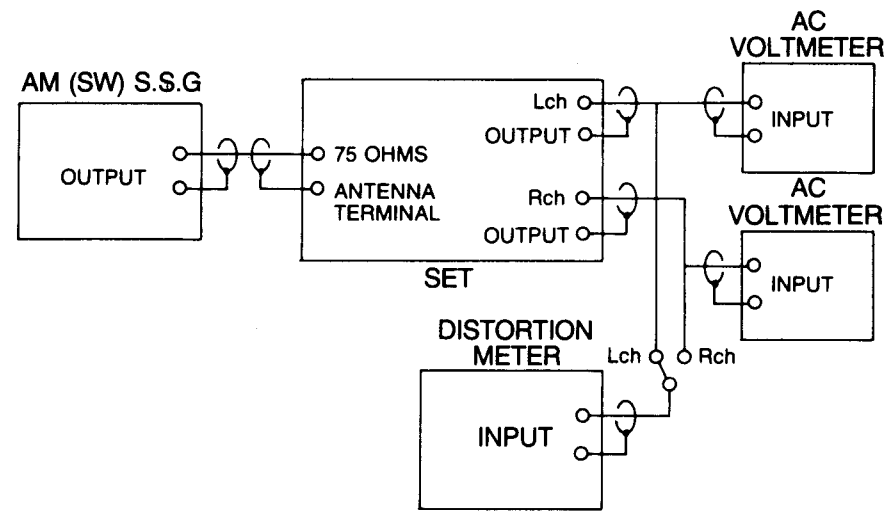 AM (SW) S.S.G
OUTPUT
75 OHMS
ANTENNA
TERMINAL
Lch
OUTPUT
Rch
OUTPUT
SET
AC
VOLTMETER
INPUT
AC
VOLTMETER
INPUT
DISTORTION
METER
Lch
Rch
INPUT